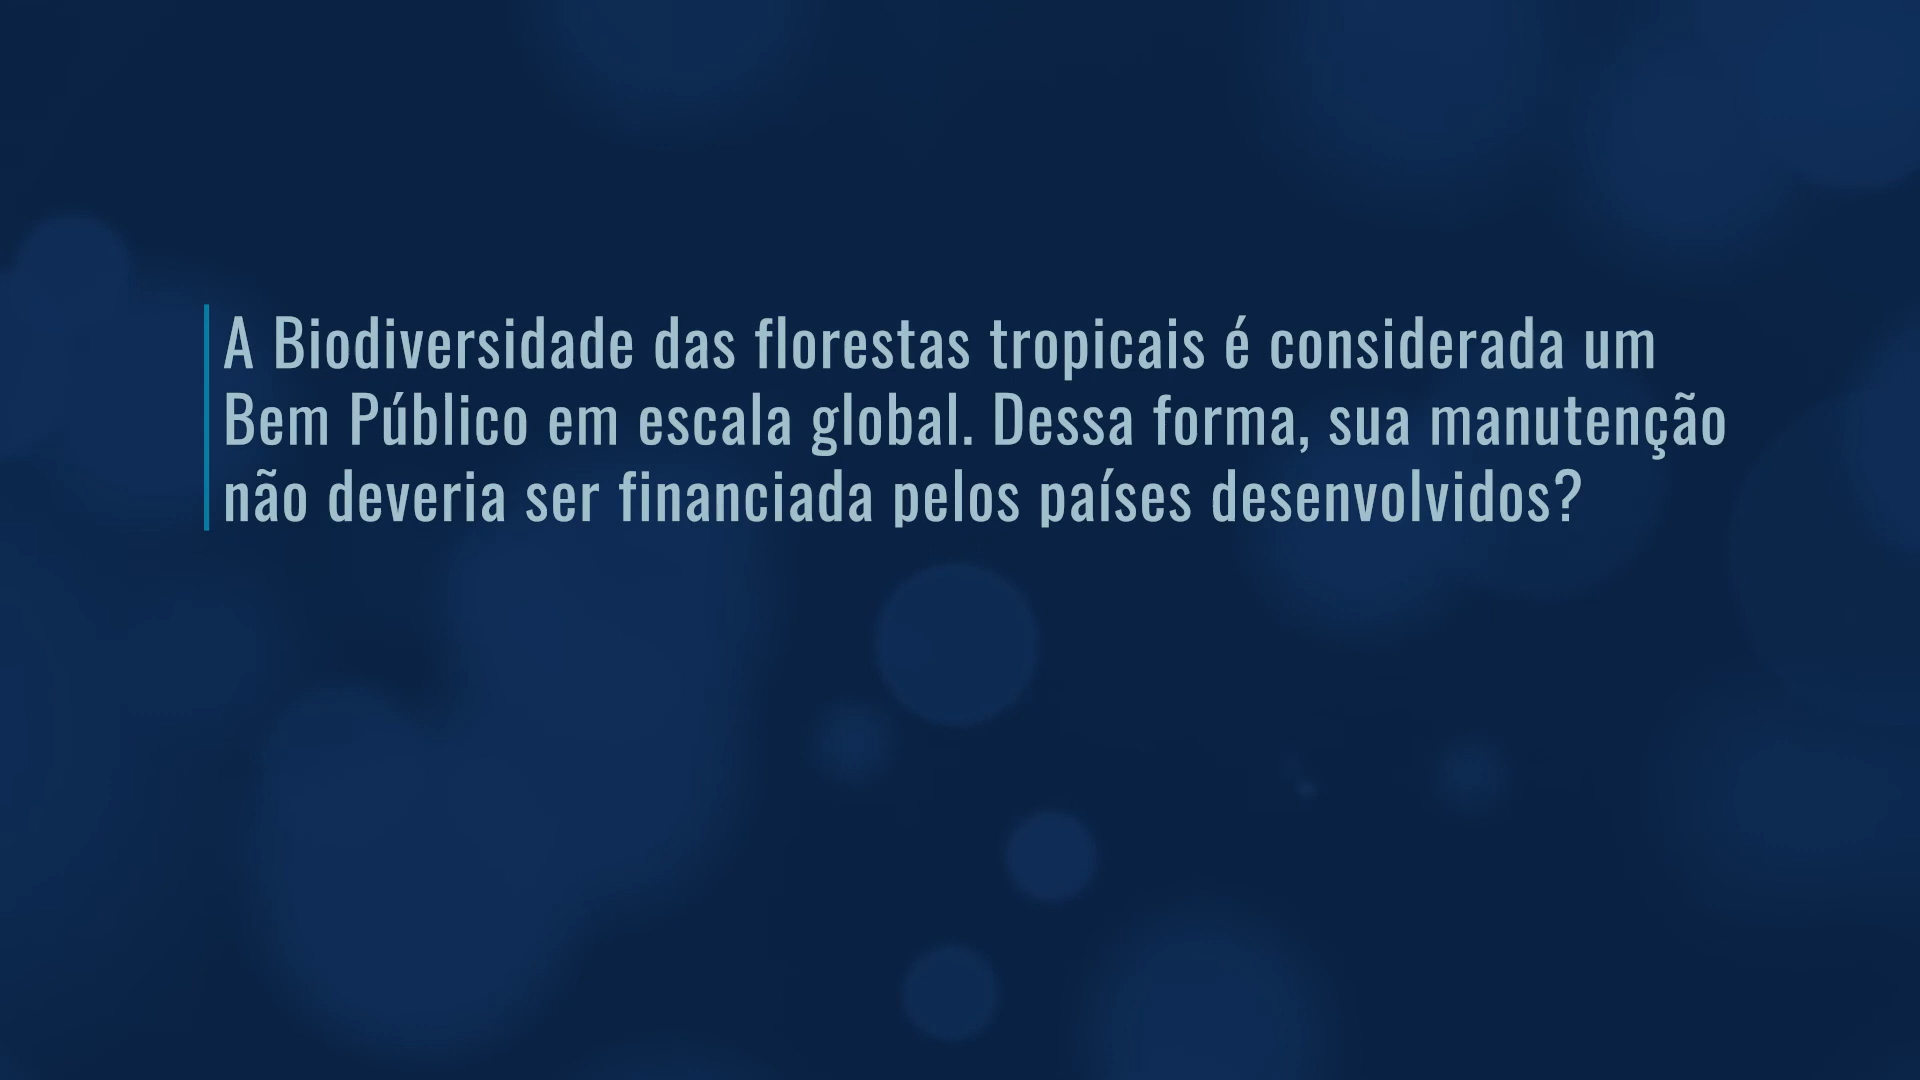 A Biodiversidade das florestas tropicais é considerada um
Bem Público em escala global. Dessa forma, sua manutenção
não deveria ser financiada pelos países desenvolvidos?